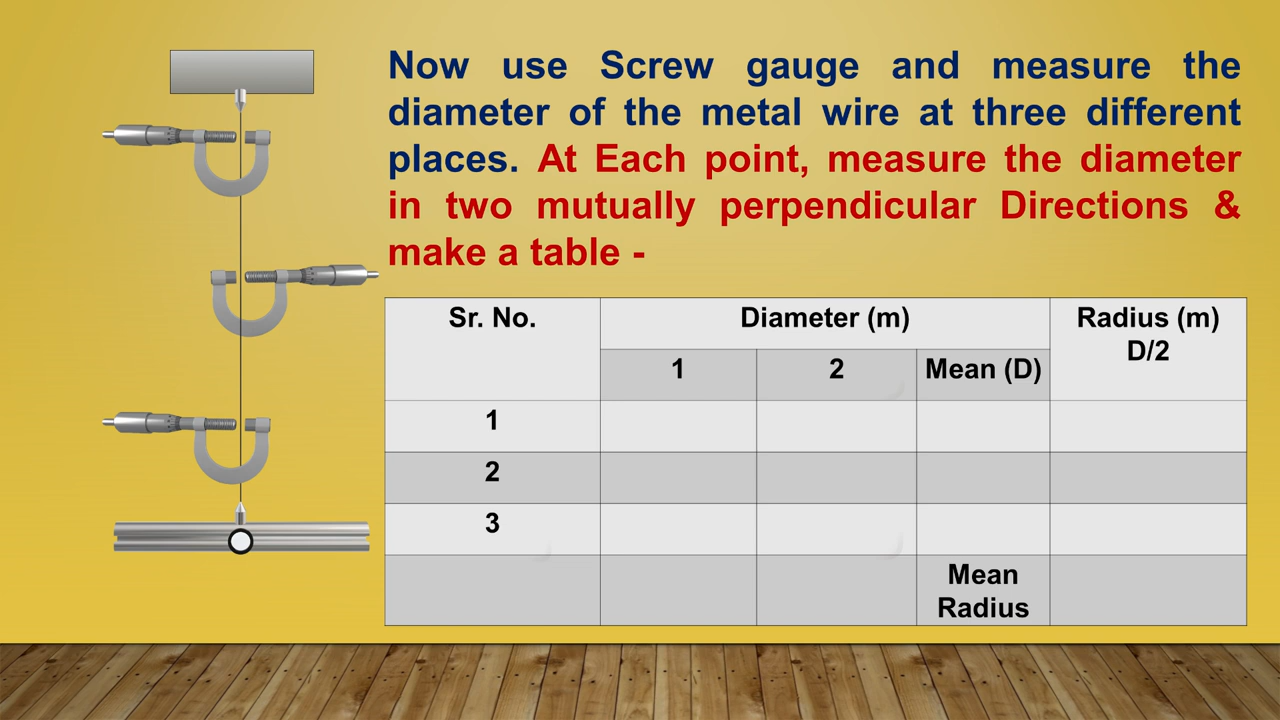 Now use Screw gauge and measure the
diameter of the metal wire at three different
places. At Each point, measure the diameter
in two mutually perpendicular Directions &
make a table -
Sr. No. Diameter (m) Radius (m)
D/2
1 2 Mean (D)
1
2
3
Mean
Radius